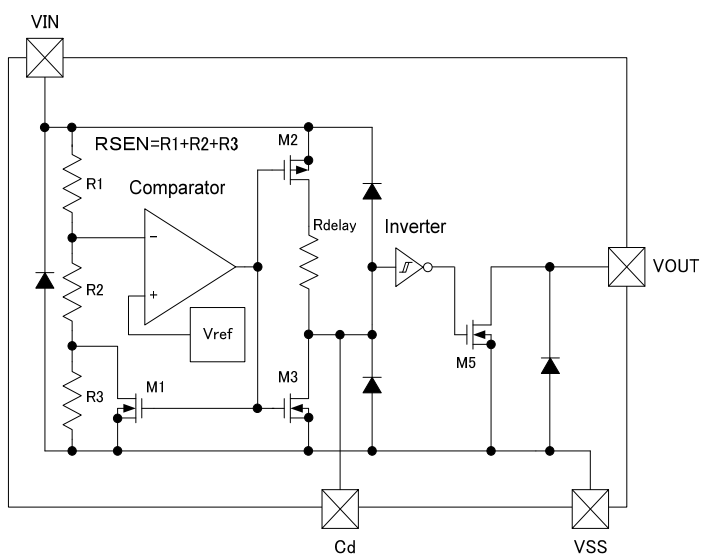 VIN
RSEN=R1+R2+R3
M2
R1
Comparator
Rdelay
Inverter
−
VOUT
R2
+
Vref
M5
R3
M1
M3
Cd
VSS